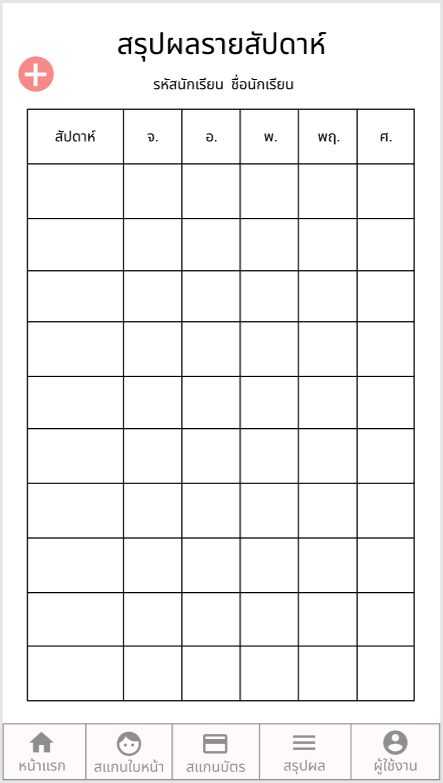 สรุปผลรายสัปดาห์
รหัสนักเรียน ชื่อนักเรียน
สัปดาห์ จ. อ. พ. พฤ. ศ.
หน้าแรก สแกนใบหน้า สแกนบัตร สรุปผล ผู้ใช้งาน